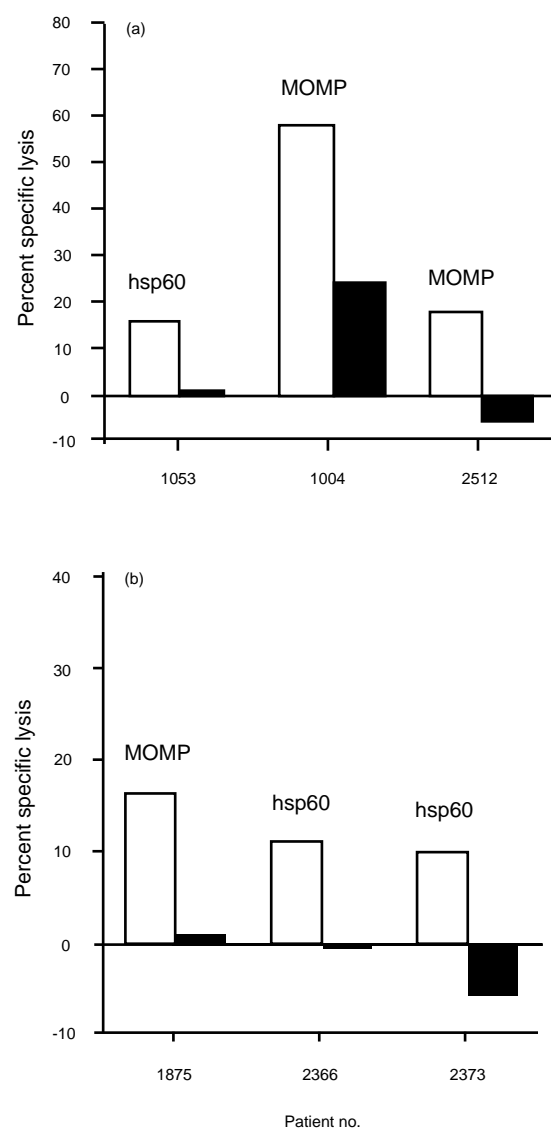 80
(a)
70
MOMP
60
50
40
30
hsp60
MOMP
20
10
0
-10
Percent specific lysis
1053
1004
2512
40
(b)
30
MOMP
20
hsp60
hsp60
10
0
-10
Percent specific lysis
1875
2366
2373
Patient no.